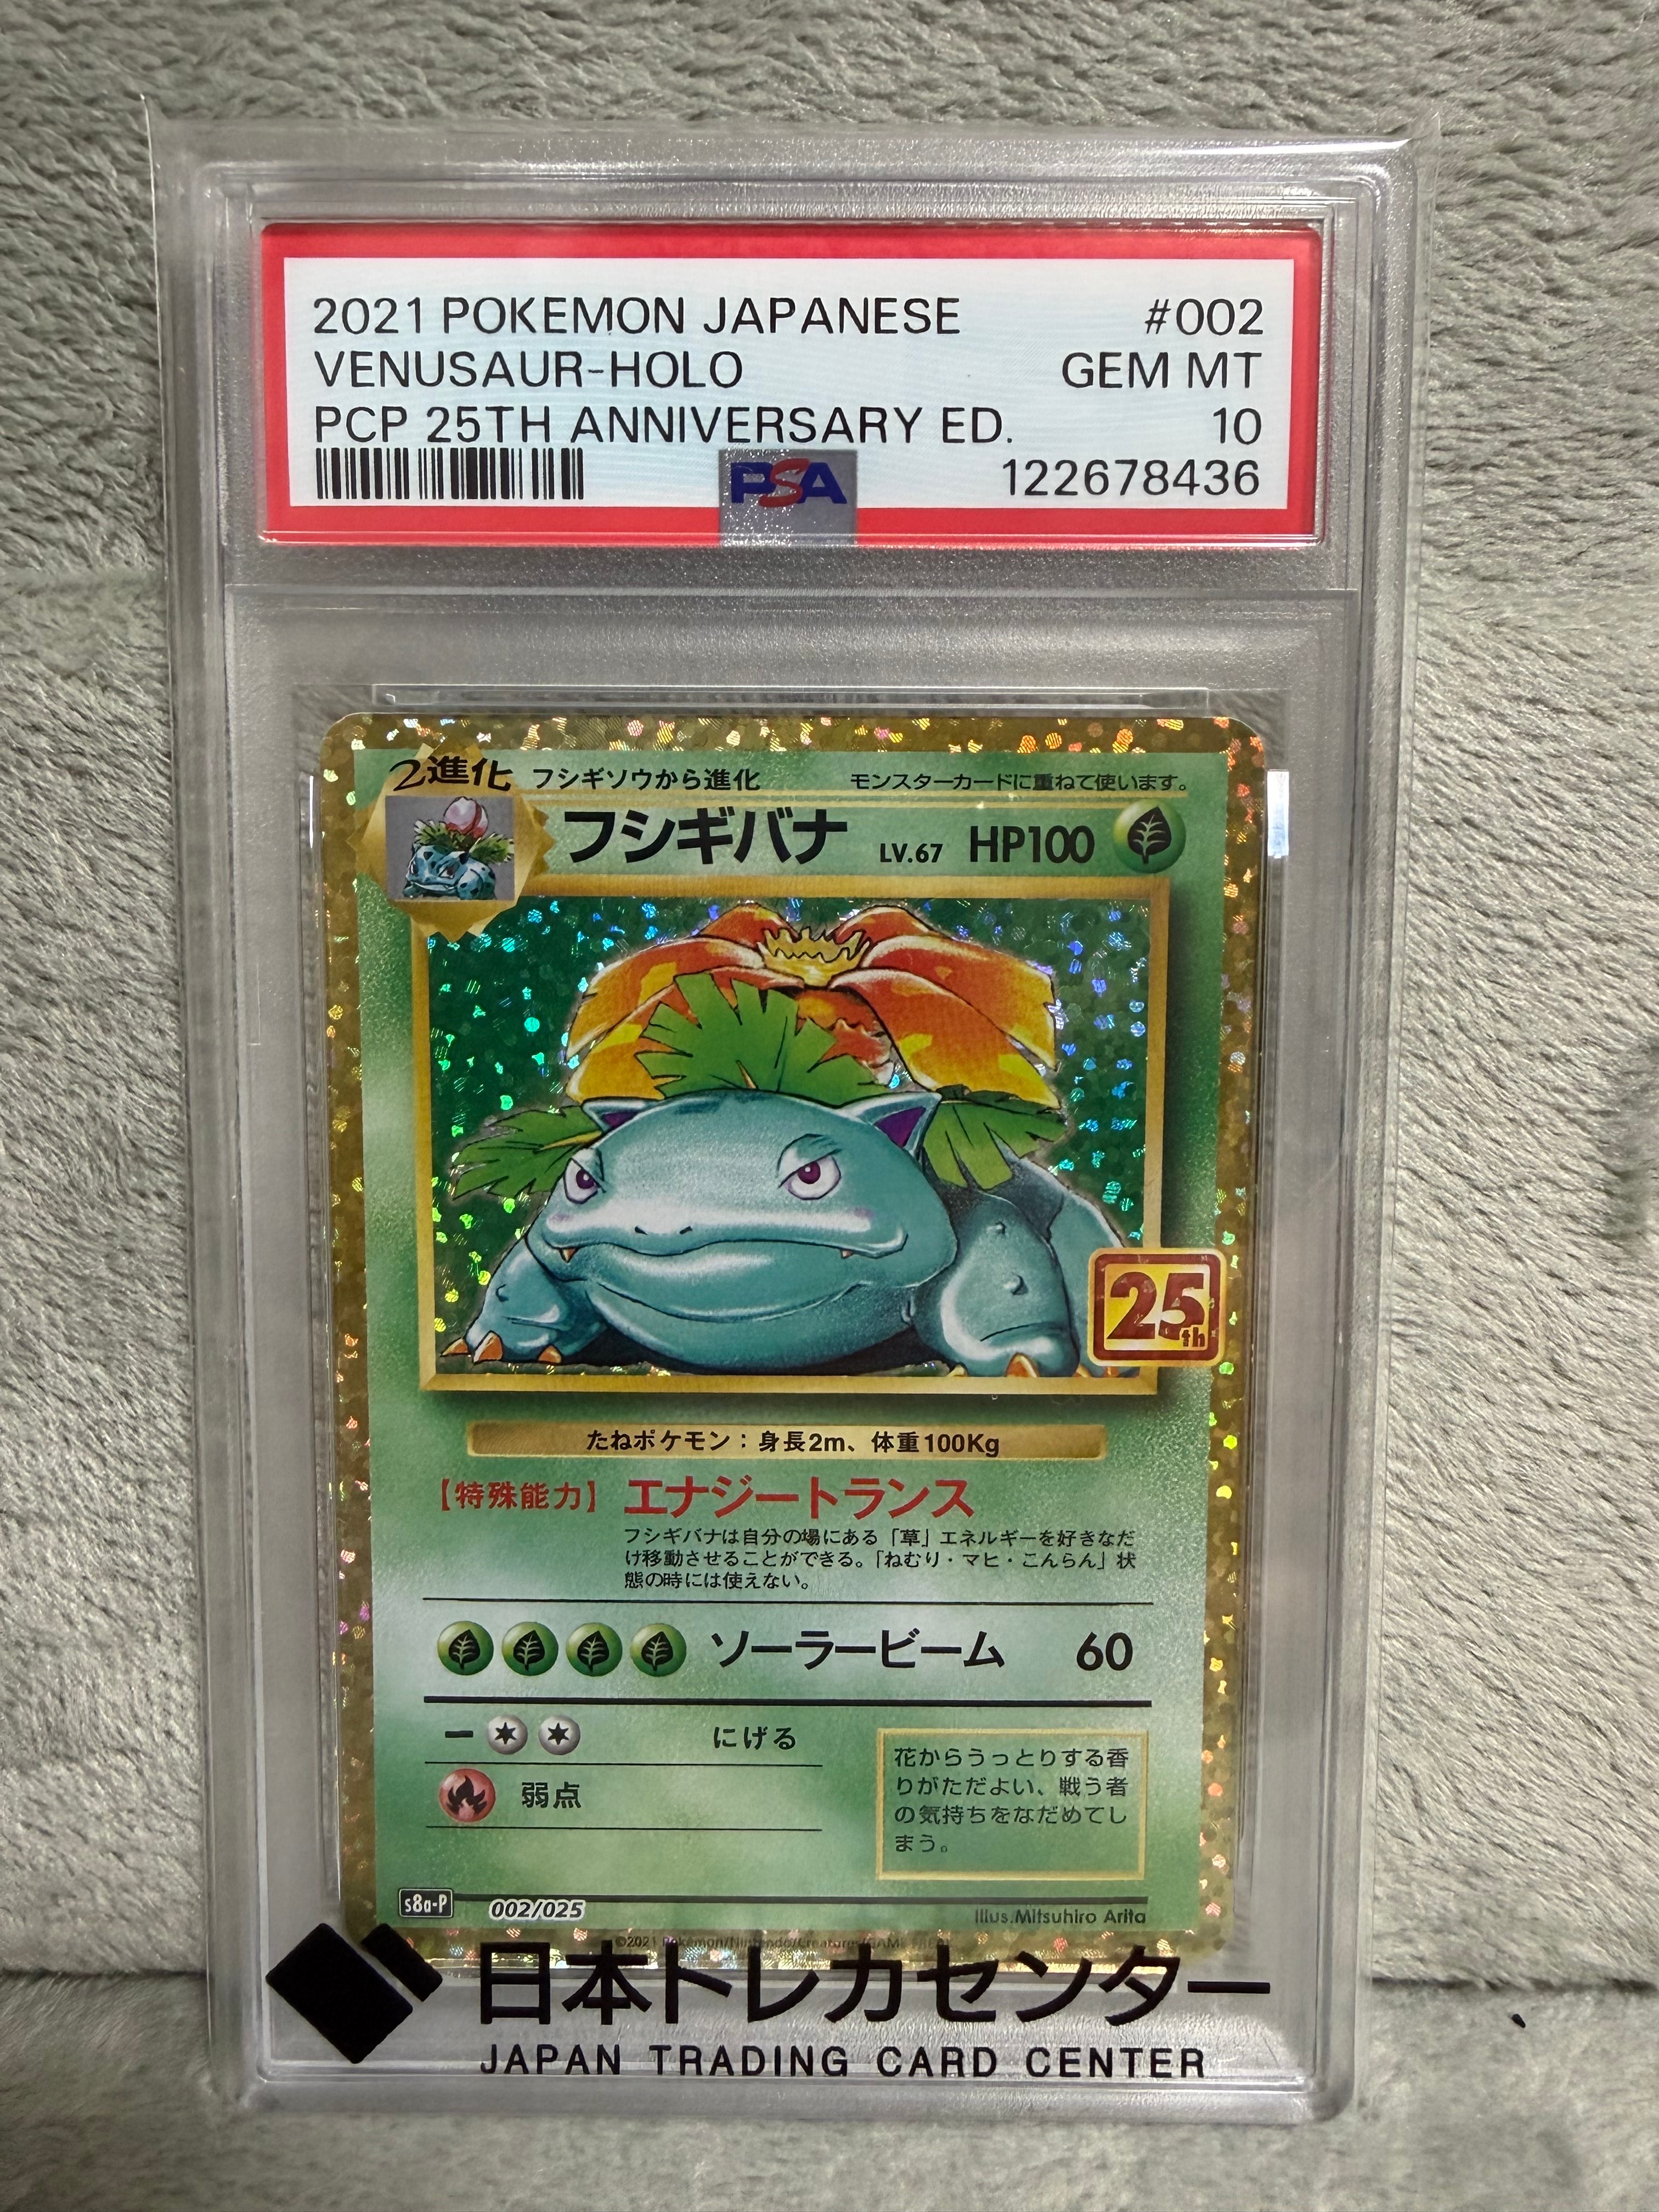 2021 POKEMON JAPANESE #002
VENUSAUR-HOLO GEM MT
PCP 25TH ANNIVERSARY ED. 10
PSA 122678436
2進化 フシギソウから進化 モンスターカードに重ねて使います。
フシギバナ LV.67 HP100
25th
たねポケモン：身長2m、体重100Kg
【特殊能力】 エナジートランス
フシギバナは自分の場にある「草」エネルギーを好きなだ
け移動させることができる。「ねむり・マヒ・こんらん」状
態の時には使えない。
ソーラービーム 60
ー にげる
弱点
花からうっとりする香
りがただよい、戦う者
の気持ちをなだめてし
まう。
s8a-P 002/025 Illus.Mitsuhiro Arita
©2021 Pokémon/Nintendo/Creatures/GAME FREAK
日本トレカセンター
JAPAN TRADING CARD CENTER